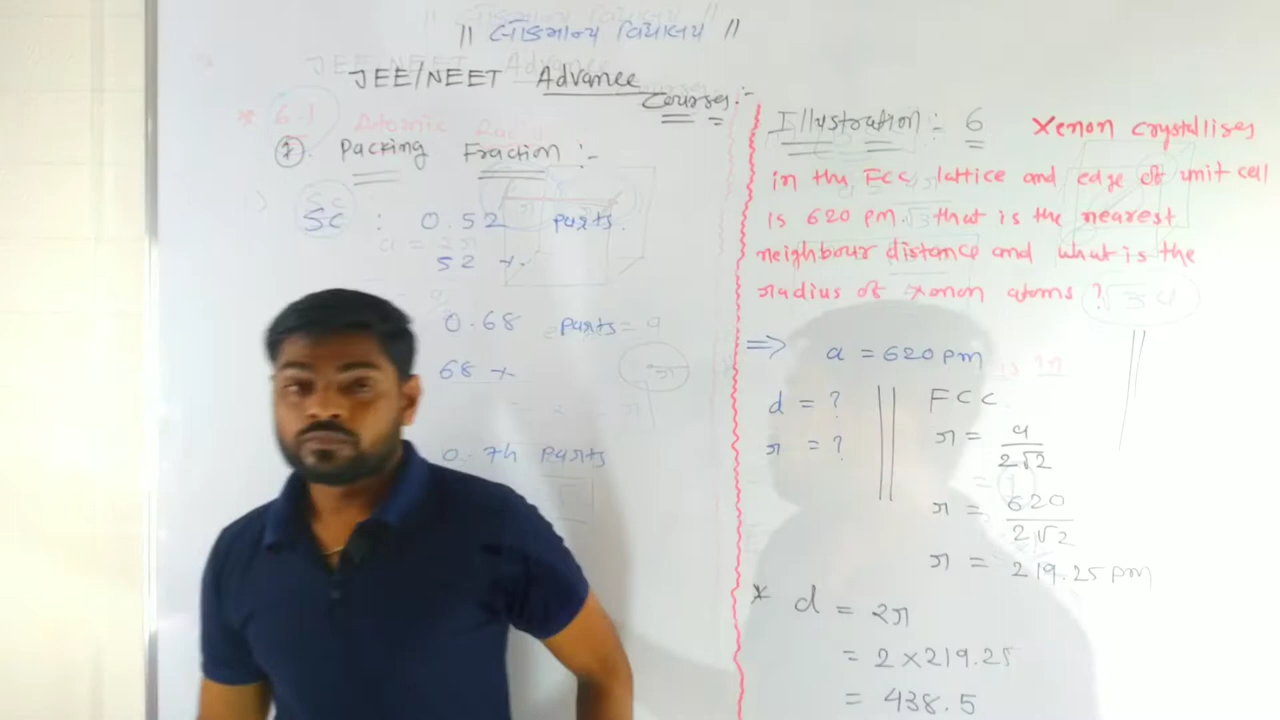 || લોકમાન્ય વિદ્યાલય ||
JEE/NEET Advance
Courses:-
7. Packing Fraction :-
SC : 0.52 parts.
52 %.
0.68 parts
68 %
0.74 parts
Illustration:- 6 Xenon crystallises
in the FCC lattice and edge of unit cell
is 620 pm. that is the nearest
neighbour distance and what is the
radius of xenon atoms ?
⇒ a = 620 pm
d = ?
r = ?
FCC
r = a / 2√2
r = 620 / 2√2
r = 219.25 pm
* d = 2r
= 2 × 219.25
= 438.5